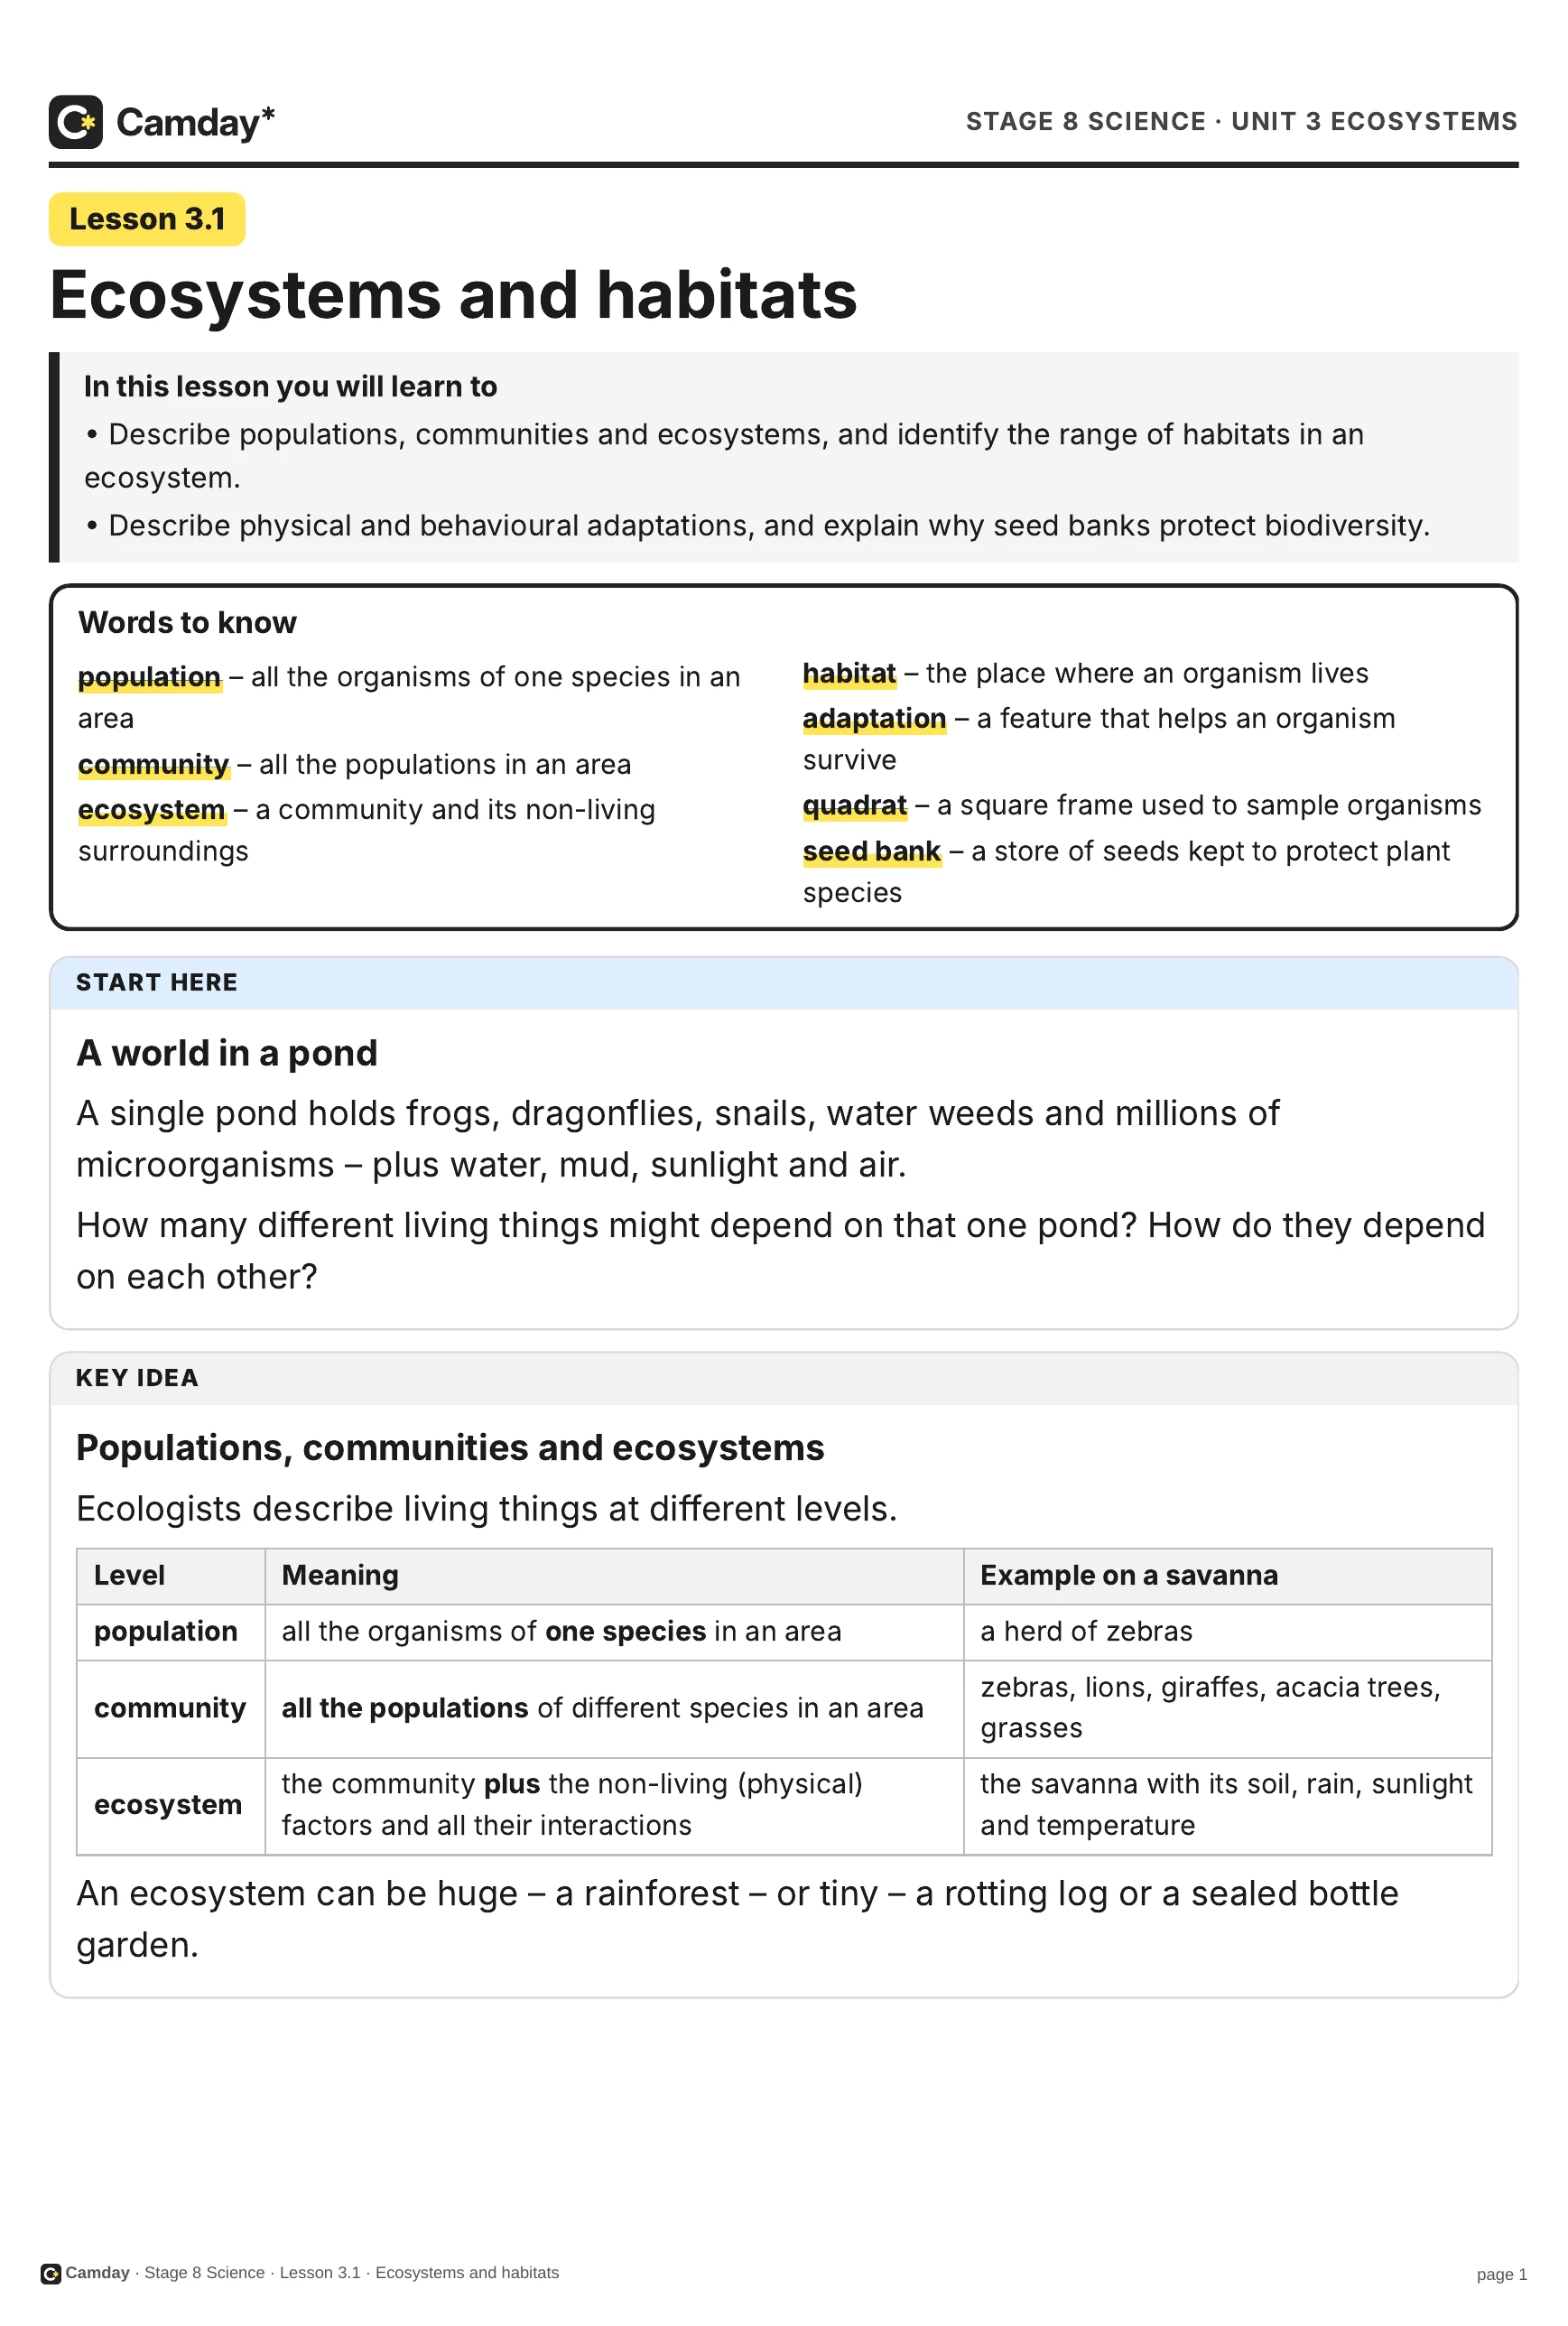 Camday*
STAGE 8 SCIENCE · UNIT 3 ECOSYSTEMS
Lesson 3.1
Ecosystems and habitats
In this lesson you will learn to
• Describe populations, communities and ecosystems, and identify the range of habitats in an
ecosystem.
• Describe physical and behavioural adaptations, and explain why seed banks protect biodiversity.
Words to know
population – all the organisms of one species in an
area
community – all the populations in an area
ecosystem – a community and its non-living
surroundings
habitat – the place where an organism lives
adaptation – a feature that helps an organism
survive
quadrat – a square frame used to sample organisms
seed bank – a store of seeds kept to protect plant
species
START HERE
A world in a pond
A single pond holds frogs, dragonflies, snails, water weeds and millions of
microorganisms – plus water, mud, sunlight and air.
How many different living things might depend on that one pond? How do they depend
on each other?
KEY IDEA
Populations, communities and ecosystems
Ecologists describe living things at different levels.
Level Meaning Example on a savanna
population all the organisms of one species in an area a herd of zebras
community all the populations of different species in an area zebras, lions, giraffes, acacia trees,
grasses
ecosystem the community plus the non-living (physical)
factors and all their interactions the savanna with its soil, rain, sunlight
and temperature
An ecosystem can be huge – a rainforest – or tiny – a rotting log or a sealed bottle
garden.
Camday · Stage 8 Science · Lesson 3.1 · Ecosystems and habitats
page 1